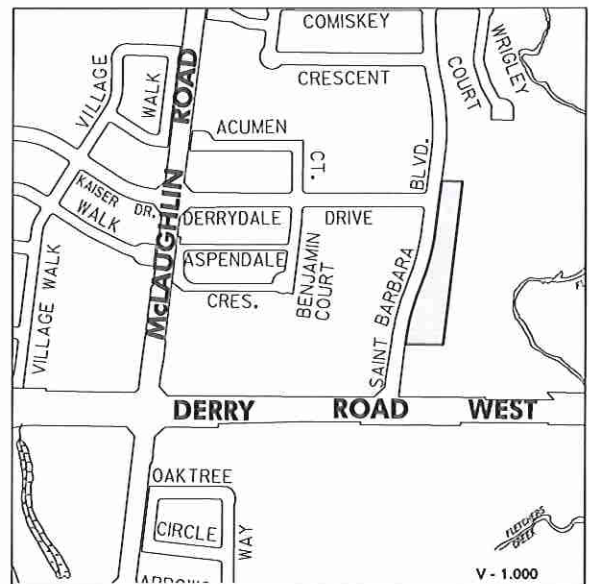 COMISKEY
CRESCENT
COURT
WRIGLEY
VILLAGE
WALK
McLAUGHLIN ROAD
ACUMEN
CT.
BLVD.
KAISER DR.
WALK
DERRYDALE DRIVE
ASPENDALE
CRES.
BENJAMIN
COURT
SAINT BARBARA
VILLAGE WALK
DERRY ROAD WEST
OAKTREE
CIRCLE
WAY
FLETCHERS
CREEK
V - 1.000